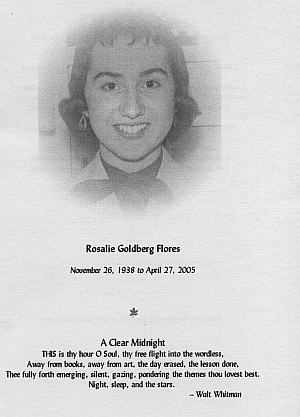 Rosalie Goldberg Flores
November 26, 1938 to April 27, 2005
A Clear Midnight
THIS is thy hour O Soul, thy free flight into the wordless,
Away from books, away from art, the day erased, the lesson done,
Thee fully forth emerging, silent, gazing, pondering the themes thou lovest best.
Night, sleep, and the stars.
~ Walt Whitman